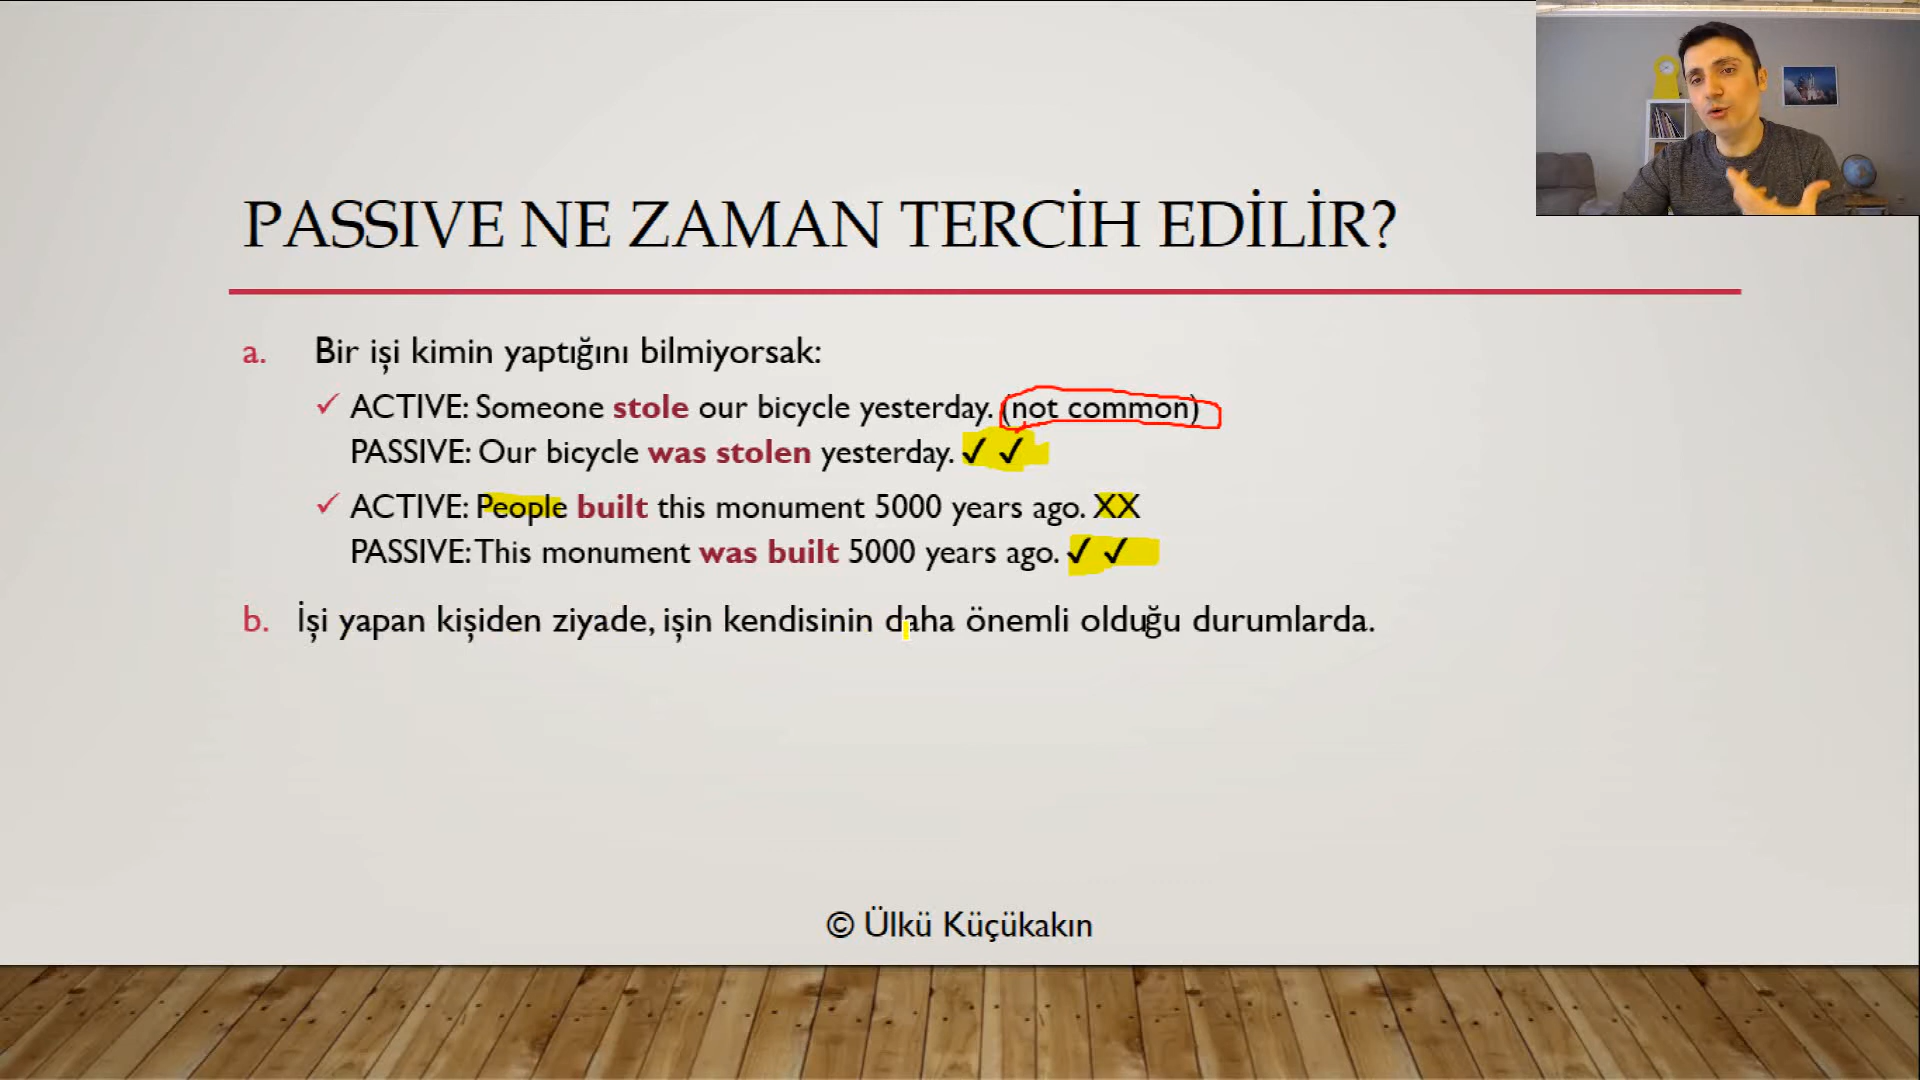 PASSIVE NE ZAMAN TERCİH EDİLİR?
a. Bir işi kimin yaptığını bilmiyorsak:
✓ ACTIVE: Someone stole our bicycle yesterday. (not common)
PASSIVE: Our bicycle was stolen yesterday. ✓ ✓
✓ ACTIVE: People built this monument 5000 years ago. XX
PASSIVE: This monument was built 5000 years ago. ✓ ✓
b. İşi yapan kişiden ziyade, işin kendisinin daha önemli olduğu durumlarda.
© Ülkü Küçükakın